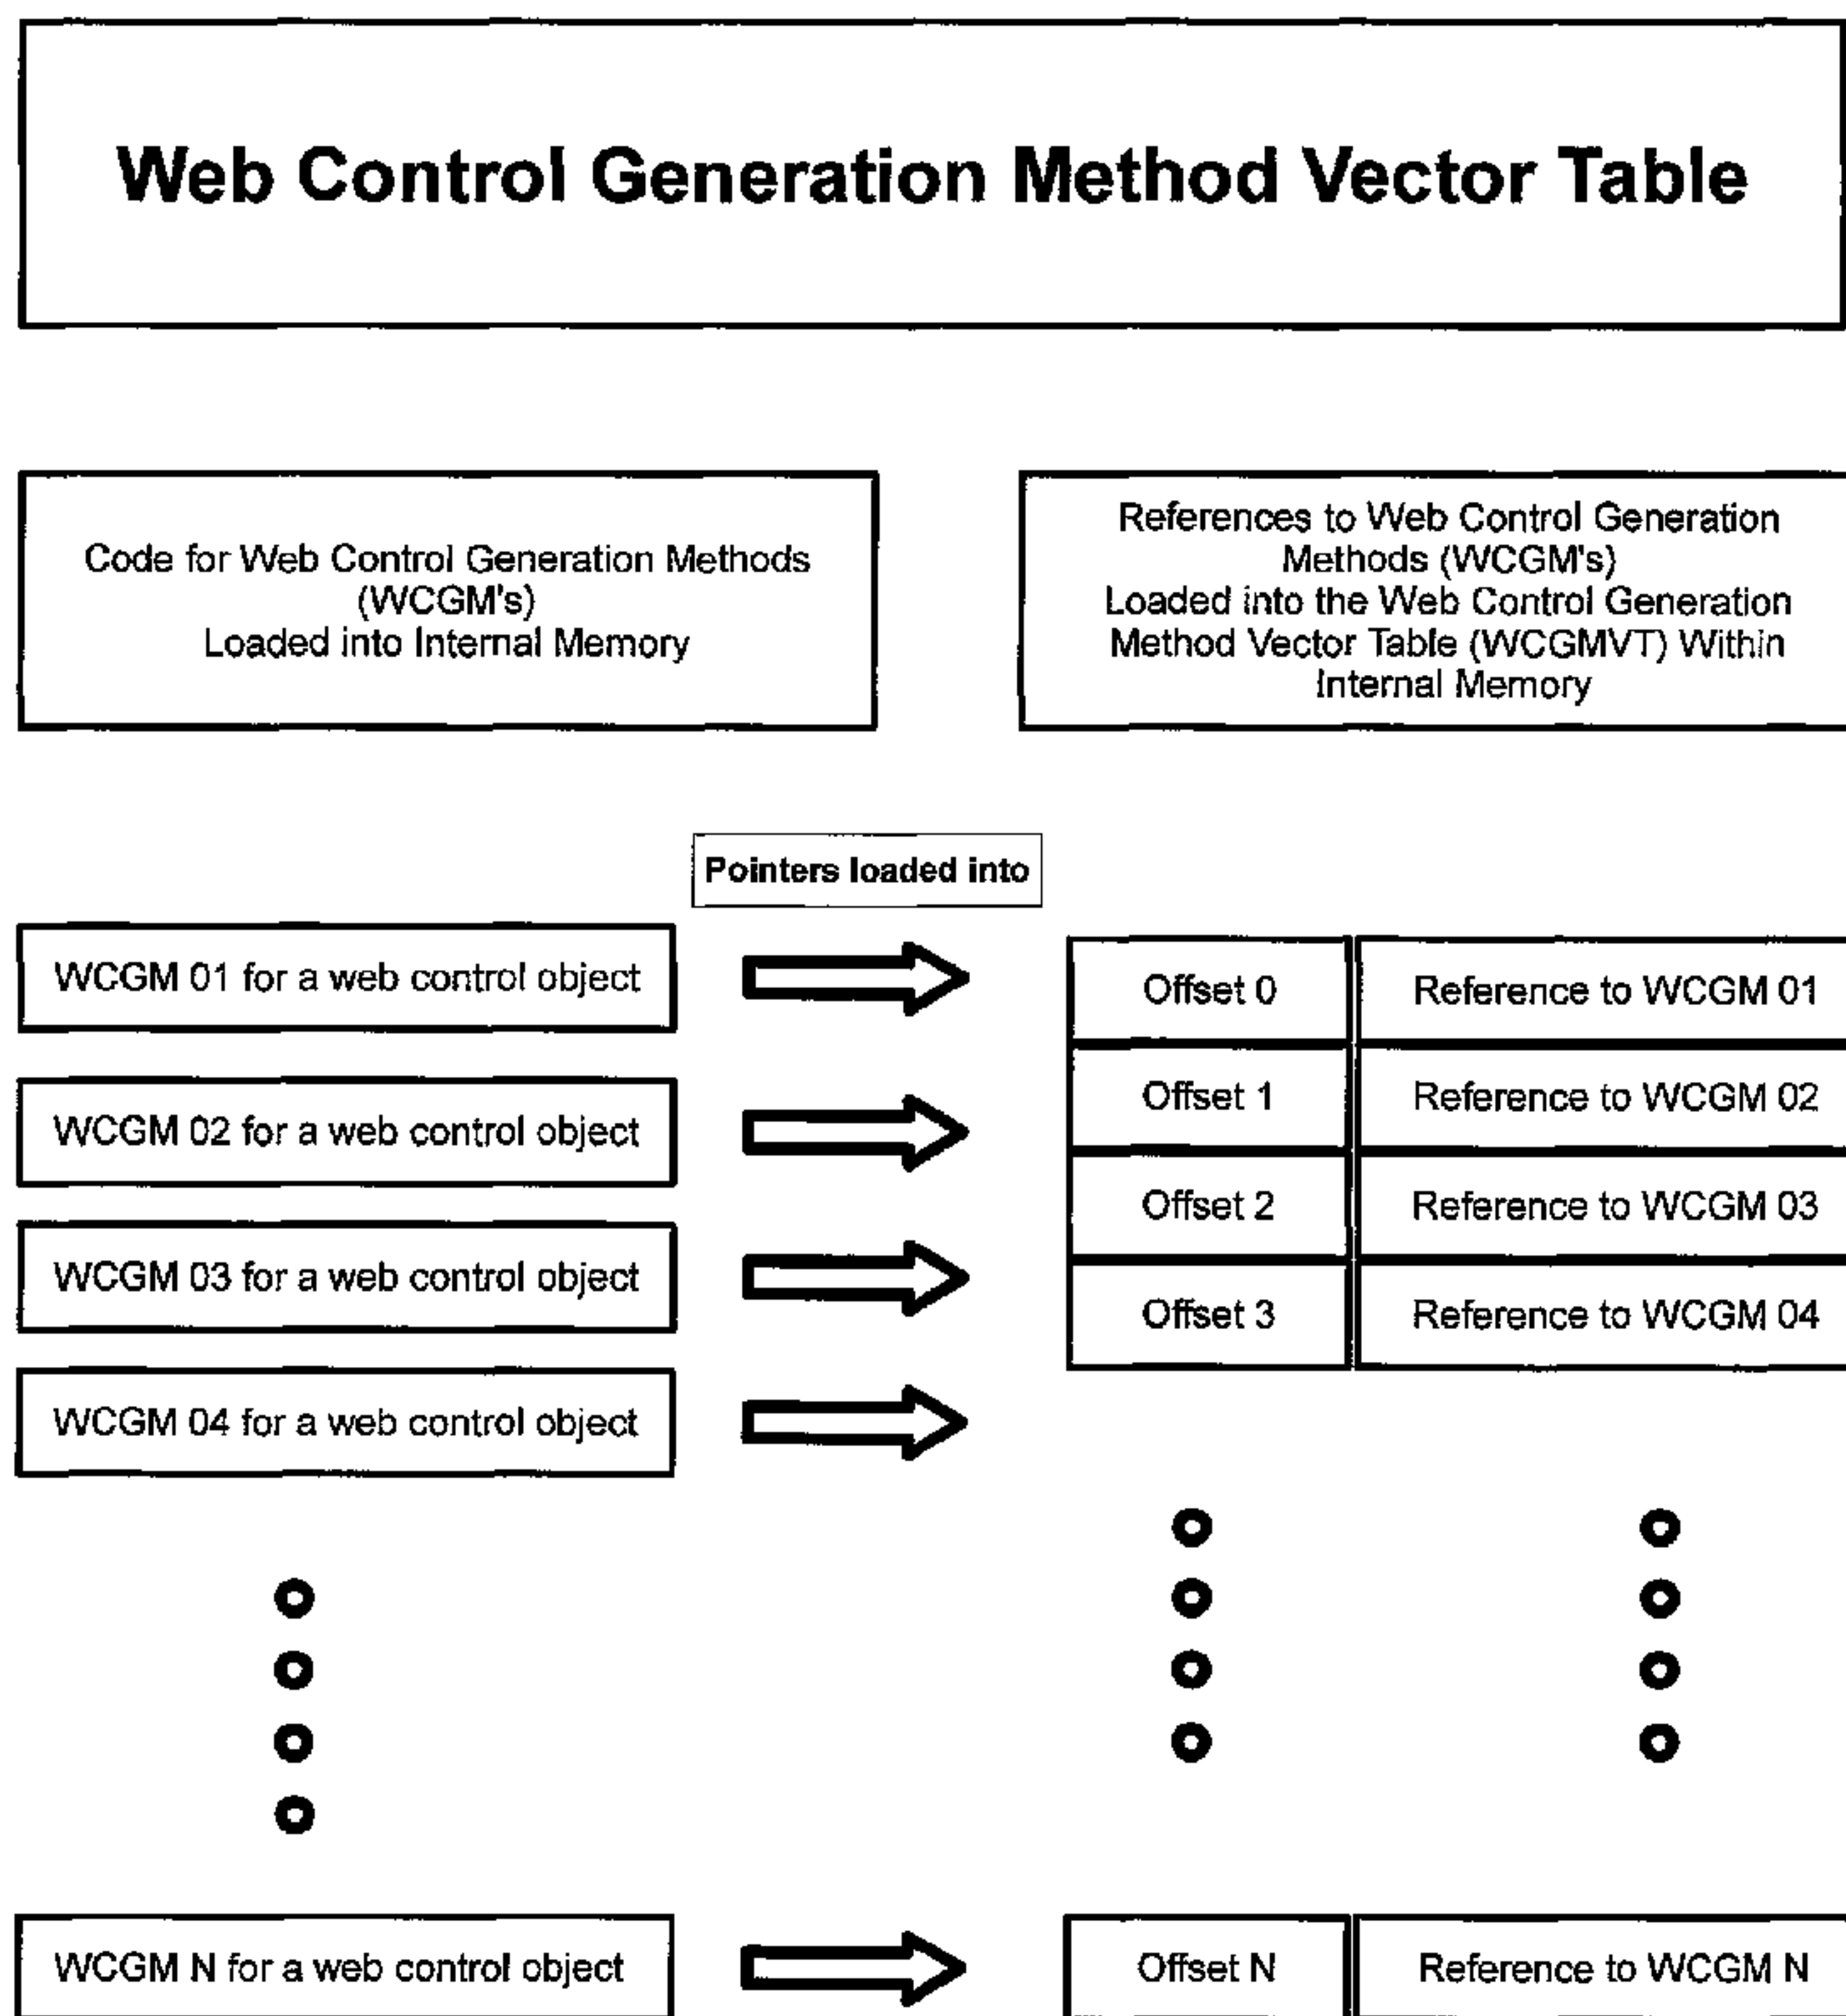 Web Control Generation Method Vector Table
Code for Web Control Generation Methods
(WCGM's)
Loaded into Internal Memory
References to Web Control Generation
Methods (WCGM's)
Loaded into the Web Control Generation
Method Vector Table (WCGMVT) Within
Internal Memory
Pointers loaded into
WCGM 01 for a web control object
Offset 0
Reference to WCGM 01
WCGM 02 for a web control object
Offset 1
Reference to WCGM 02
WCGM 03 for a web control object
Offset 2
Reference to WCGM 03
WCGM 04 for a web control object
Offset 3
Reference to WCGM 04
WCGM N for a web control object
Offset N
Reference to WCGM N